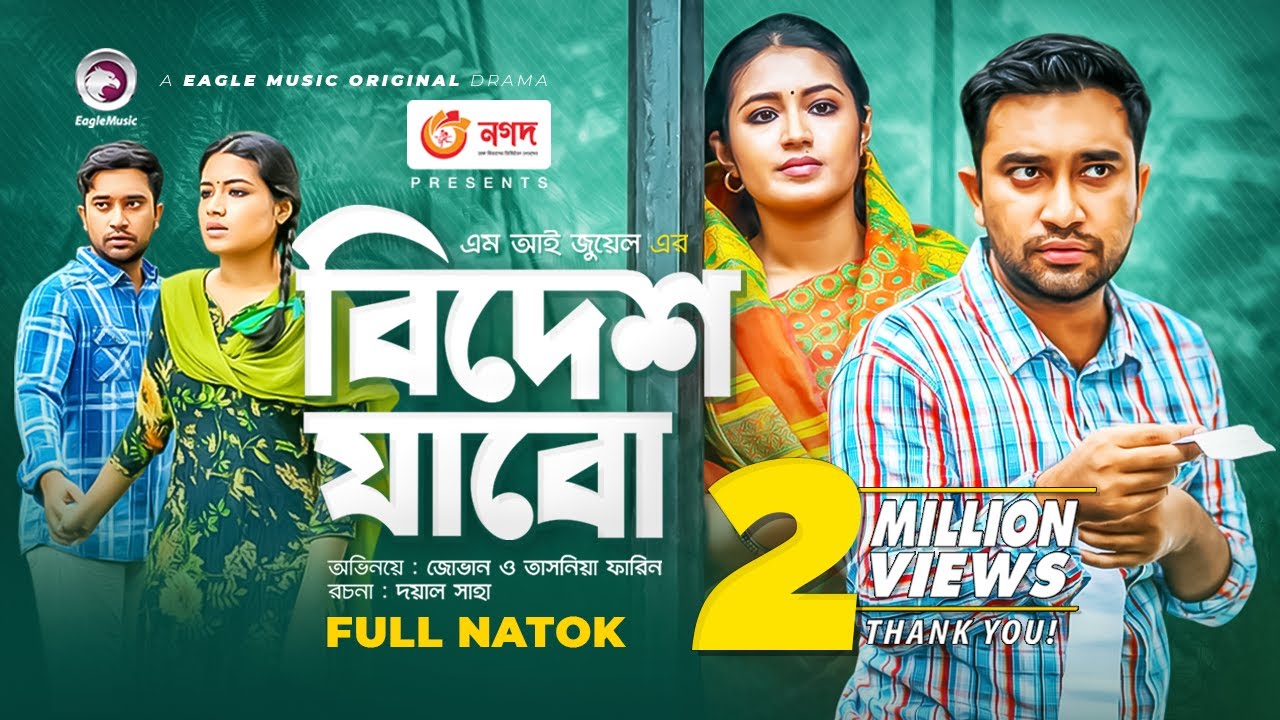 A EAGLE MUSIC ORIGINAL DRAMA
EagleMusic
নগদ
PRESENTS
এম আই জুয়েল এর
বিদেশ
যাবো
অভিনয়ে : জোভান ও তাসনিয়া ফারিন
রচনা : দয়াল সাহা
FULL NATOK
2 MILLION
VIEWS
THANK YOU!